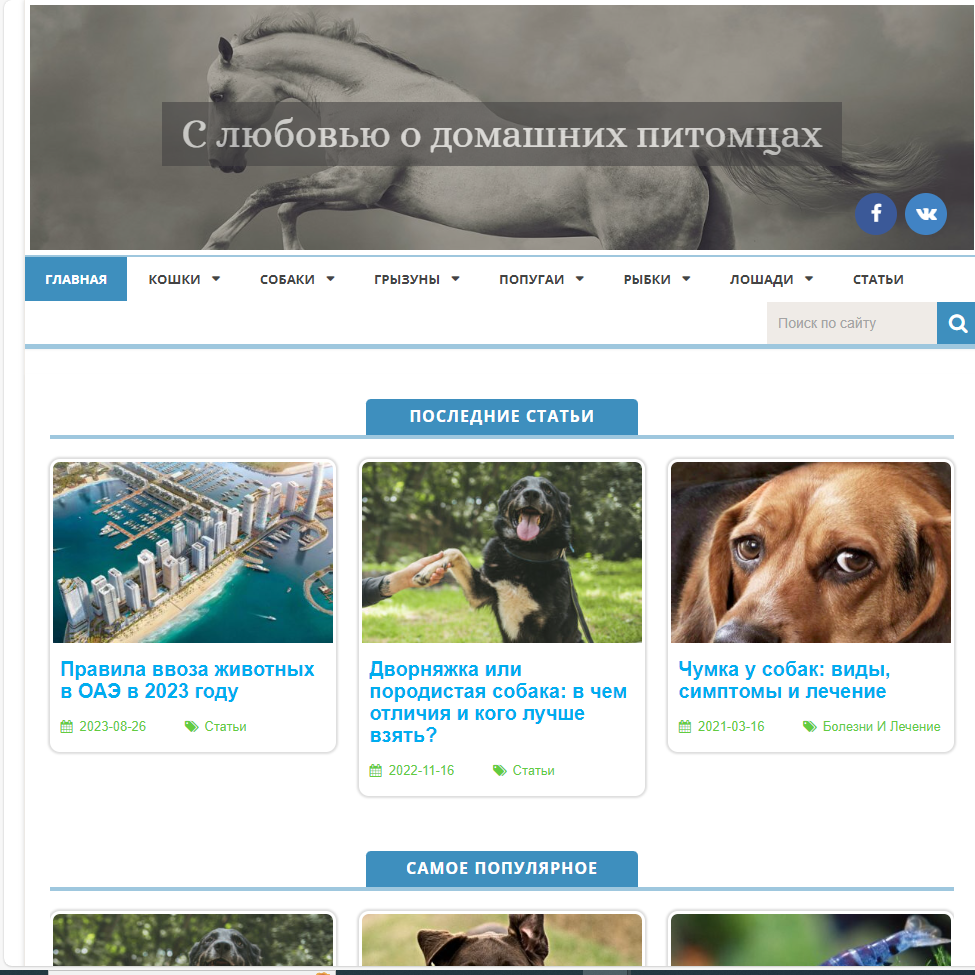 С любовью о домашних питомцах
ГЛАВНАЯ КОШКИ СОБАКИ ГРЫЗУНЫ ПОПУГАИ РЫБКИ ЛОШАДИ СТАТЬИ
Поиск по сайту
ПОСЛЕДНИЕ СТАТЬИ
Правила ввоза животных
в ОАЭ в 2023 году
2023-08-26 Статьи
Дворняжка или
породистая собака: в чем
отличия и кого лучше
взять?
2022-11-16 Статьи
Чумка у собак: виды,
симптомы и лечение
2021-03-16 Болезни И Лечение
САМОЕ ПОПУЛЯРНОЕ